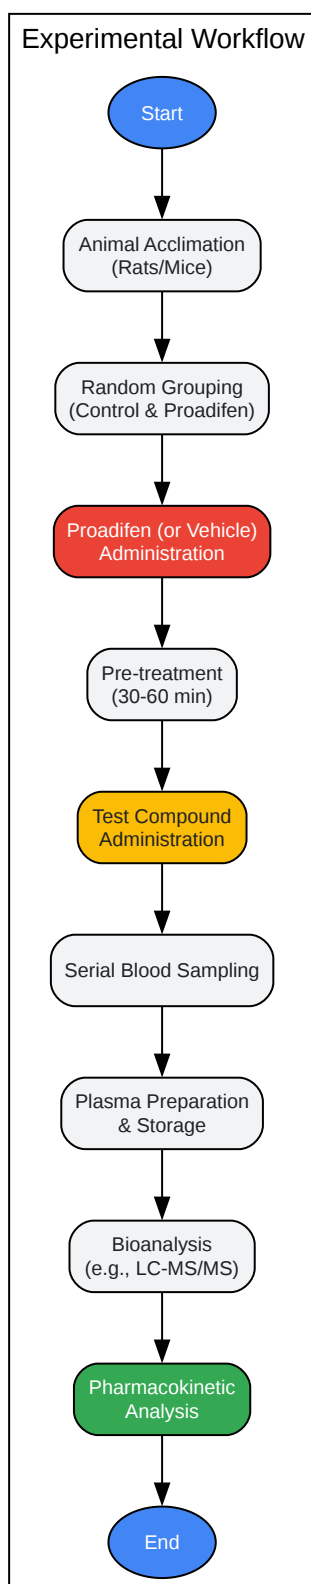 Experimental Workflow
Start
Animal Acclimation
(Rats/Mice)
Random Grouping
(Control & Proadifen)
Proadifen (or Vehicle)
Administration
Pre-treatment
(30-60 min)
Test Compound
Administration
Serial Blood Sampling
Plasma Preparation
& Storage
Bioanalysis
(e.g., LC-MS/MS)
Pharmacokinetic
Analysis
End